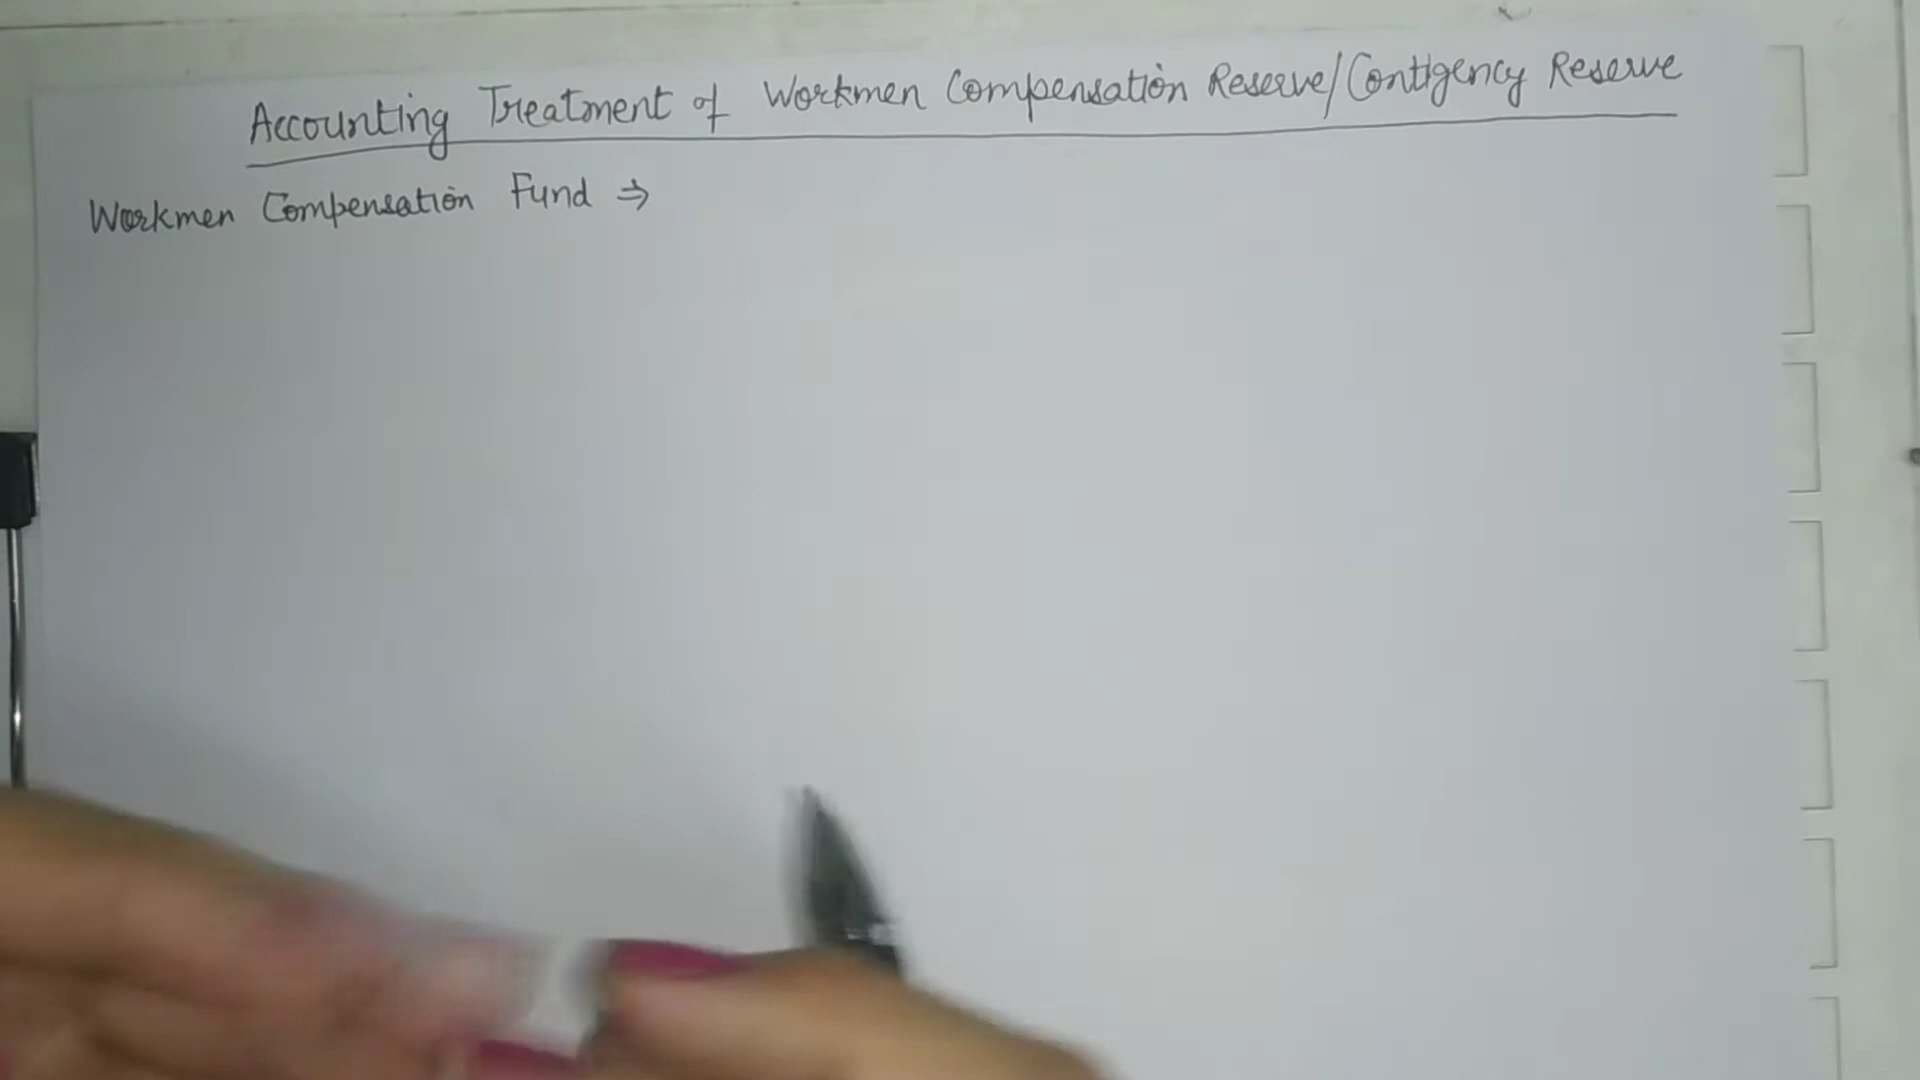 Accounting Treatment of Workmen Compensation Reserve/Contigency Reserve
Workmen Compensation Fund ⇒